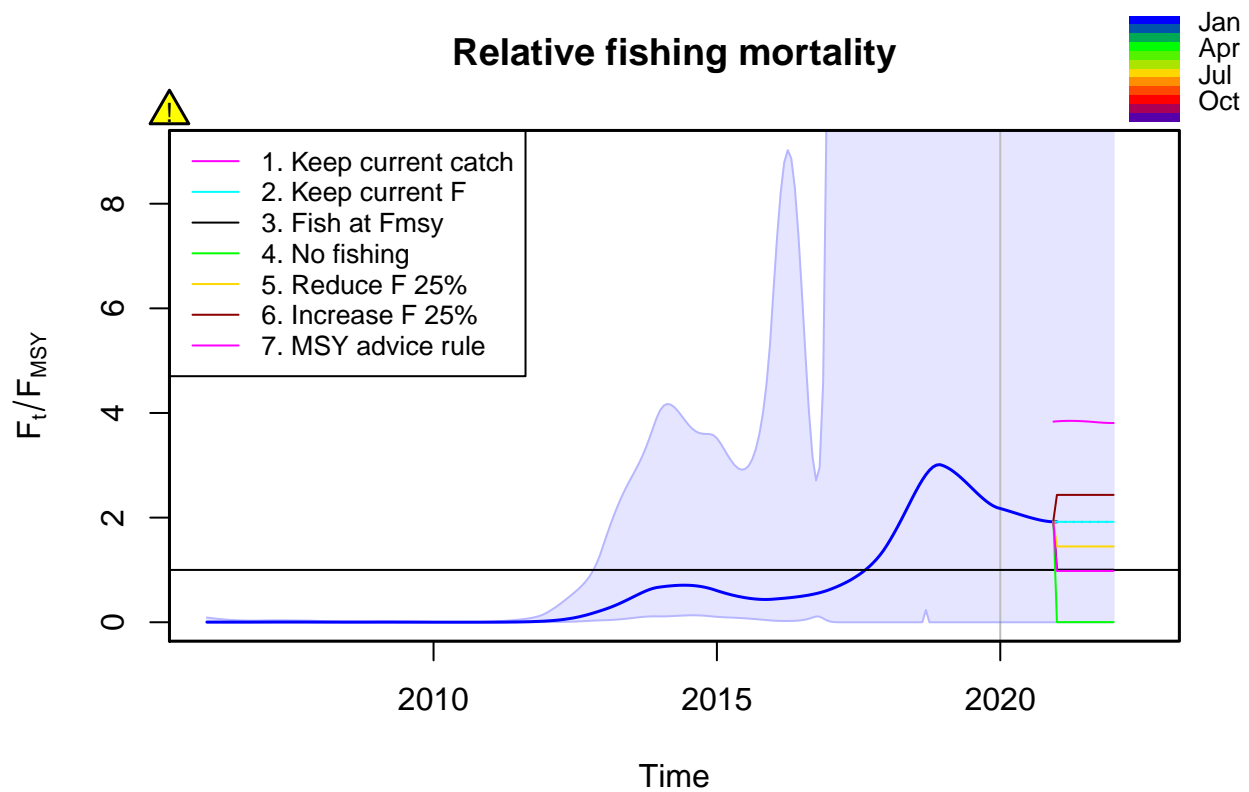 Relative fishing mortality
Jan
Apr
Jul
Oct
!
1. Keep current catch
2. Keep current F
3. Fish at Fmsy
4. No fishing
5. Reduce F 25%
6. Increase F 25%
7. MSY advice rule
8
6
4
2
0
Ft/FMSY
2010 2015 2020
Time